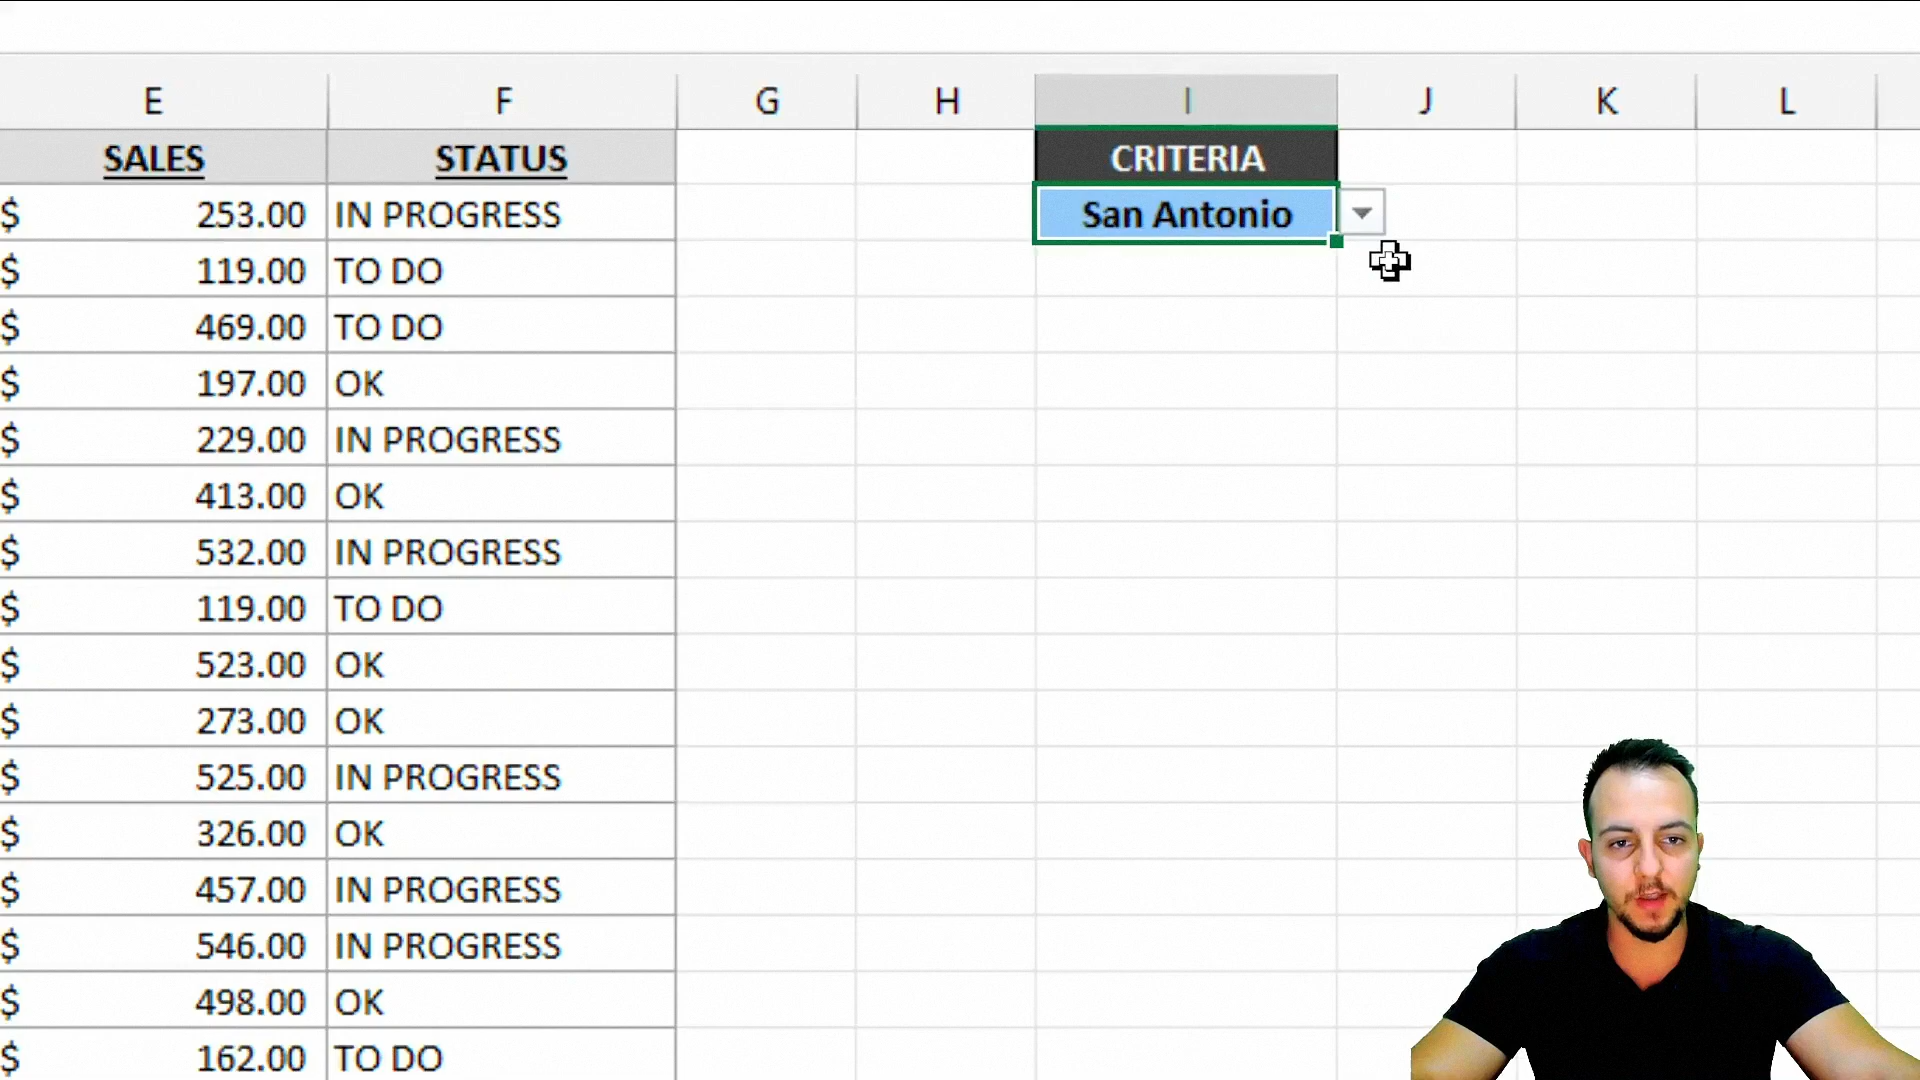 E F G H I J K L
SALES STATUS CRITERIA
$ 253.00 IN PROGRESS San Antonio
$ 119.00 TO DO
$ 469.00 TO DO
$ 197.00 OK
$ 229.00 IN PROGRESS
$ 413.00 OK
$ 532.00 IN PROGRESS
$ 119.00 TO DO
$ 523.00 OK
$ 273.00 OK
$ 525.00 IN PROGRESS
$ 326.00 OK
$ 457.00 IN PROGRESS
$ 546.00 IN PROGRESS
$ 498.00 OK
$ 162.00 TO DO